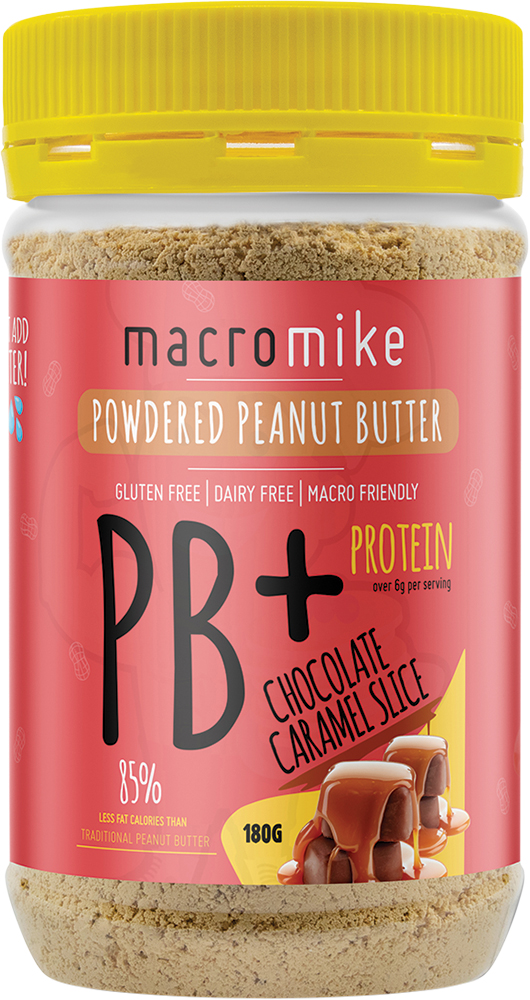 macromike
POWDERED PEANUT BUTTER
GLUTEN FREE | DAIRY FREE | MACRO FRIENDLY
PB+
PROTEIN
over 6g per serving
CHOCOLATE
CARAMEL SLICE
85%
LESS FAT CALORIES THAN
TRADITIONAL PEANUT BUTTER
180G
ADD